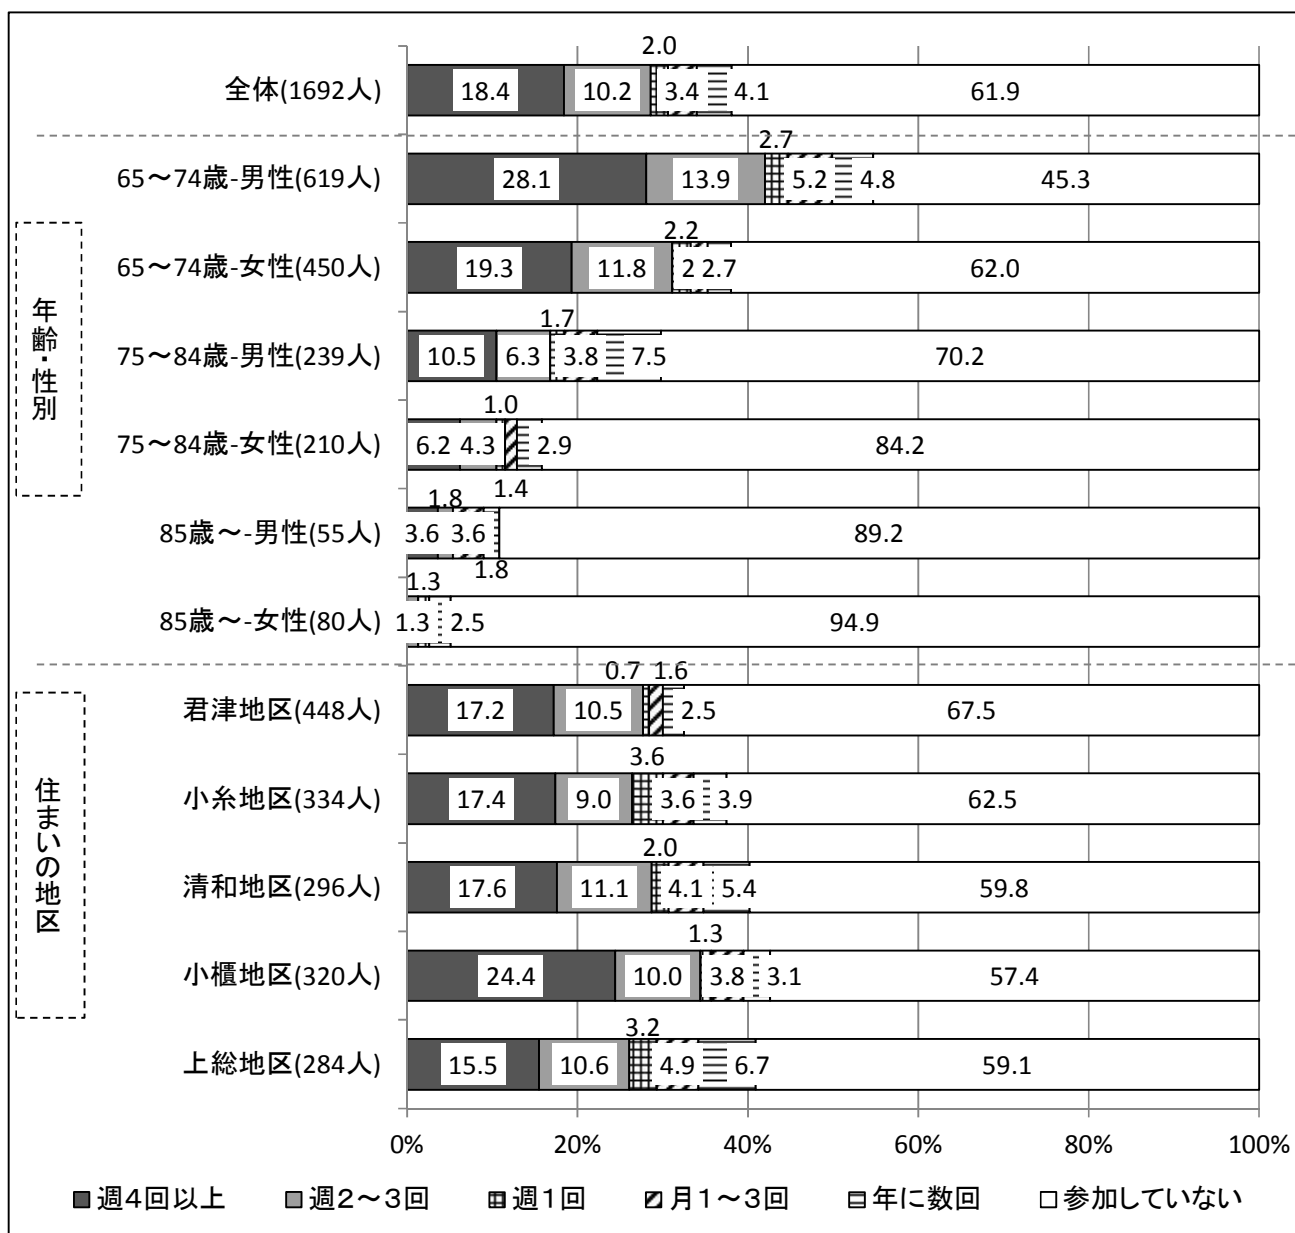 2.0
全体(1692人) 18.4 10.2 3.4 4.1 61.9
2.7
65～74歳-男性(619人) 28.1 13.9 5.2 4.8 45.3
2.2
65～74歳-女性(450人) 19.3 11.8 2 2.7 62.0
1.7
75～84歳-男性(239人) 10.5 6.3 3.8 7.5 70.2
1.0
75～84歳-女性(210人) 6.2 4.3 2.9 84.2
1.4
1.8
85歳～-男性(55人) 3.6 3.6 89.2
1.8
1.3
85歳～-女性(80人) 1.3 2.5 94.9
0.7 1.6
君津地区(448人) 17.2 10.5 2.5 67.5
3.6
小糸地区(334人) 17.4 9.0 3.6 3.9 62.5
2.0
清和地区(296人) 17.6 11.1 4.1 5.4 59.8
1.3
小櫃地区(320人) 24.4 10.0 3.8 3.1 57.4
3.2
上総地区(284人) 15.5 10.6 4.9 6.7 59.1
年齢・性別
住まいの地区
0% 20% 40% 60% 80% 100%
週４回以上 週２～３回 週１回 月１～３回 年に数回 参加していない